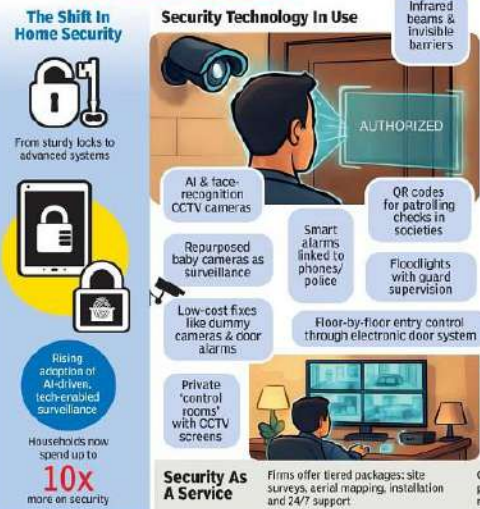 The Shift In
Home Security
From sturdy locks to
advanced systems
Rising
adoption of
AI-driven,
tech-enabled
surveillance
Households now
spend up to
10x
more on security
Security Technology In Use
Infrared
beams &
invisible
barriers
AUTHORIZED
AI & face-
recognition
CCTV cameras
QR codes
for patrolling
checks in
societies
Repurposed
baby cameras as
surveillance
Smart
alarms
linked to
phones/
police
Floodlights
with guard
supervision
Low-cost fixes
like dummy
cameras & door
alarms
Floor-by-floor entry control
through electronic door system
Private
'control
rooms'
with CCTV
screens
Security As
A Service
Firms offer tiered packages: site
surveys, aerial mapping, installation
and 24/7 support